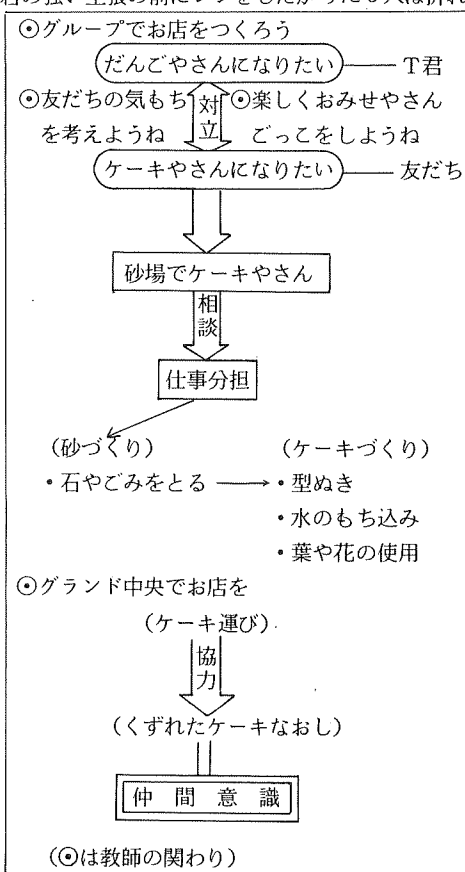 ⦿グループでお店をつくろう
だんごやさんになりたい T君
⦿友だちの気もち
を考えようね
対立
⦿楽しくおみせやさん
ごっこをしようね
ケーキやさんになりたい 友だち
砂場でケーキやさん
相談
仕事分担
(砂づくり)
・石やごみをとる
(ケーキづくり)
・型ぬき
・水のもち込み
・葉や花の使用
⦿グランド中央でお店を
(ケーキ運び)
協力
(くずれたケーキなおし)
仲間意識
(⦿は教師の関わり)